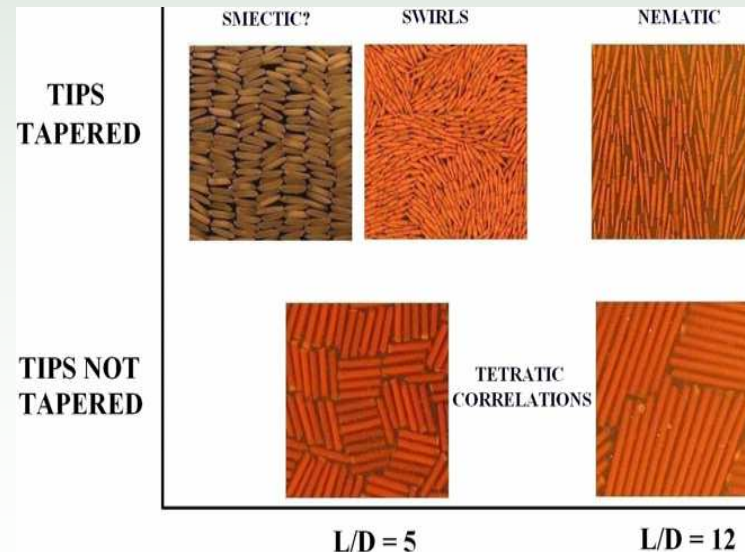 SMECTIC?
SWIRLS
NEMATIC
TIPS
TAPERED
TIPS NOT
TAPERED
TETRATIC
CORRELATIONS
L/D = 5
L/D = 12